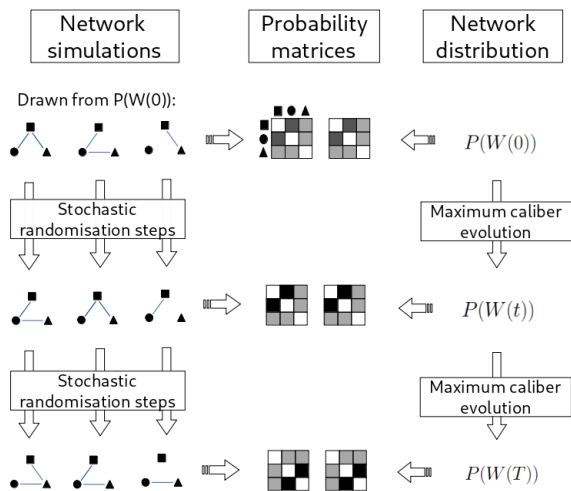 Network
simulations
Probability
matrices
Network
distribution
Drawn from P(W(0)):
P(W(0))
Stochastic
randomisation steps
Maximum caliber
evolution
P(W(t))
Stochastic
randomisation steps
Maximum caliber
evolution
P(W(T))